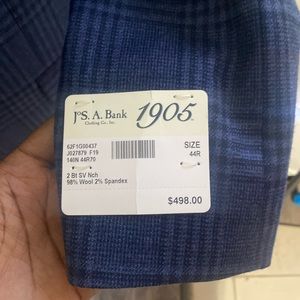 JoS. A. Bank
Clothing Co., Inc.
1905
62F1G00437
J027879 F19
140N 44R70
SIZE
44R
2 Bt SV Nch
98% Wool 2% Spandex
$498.00